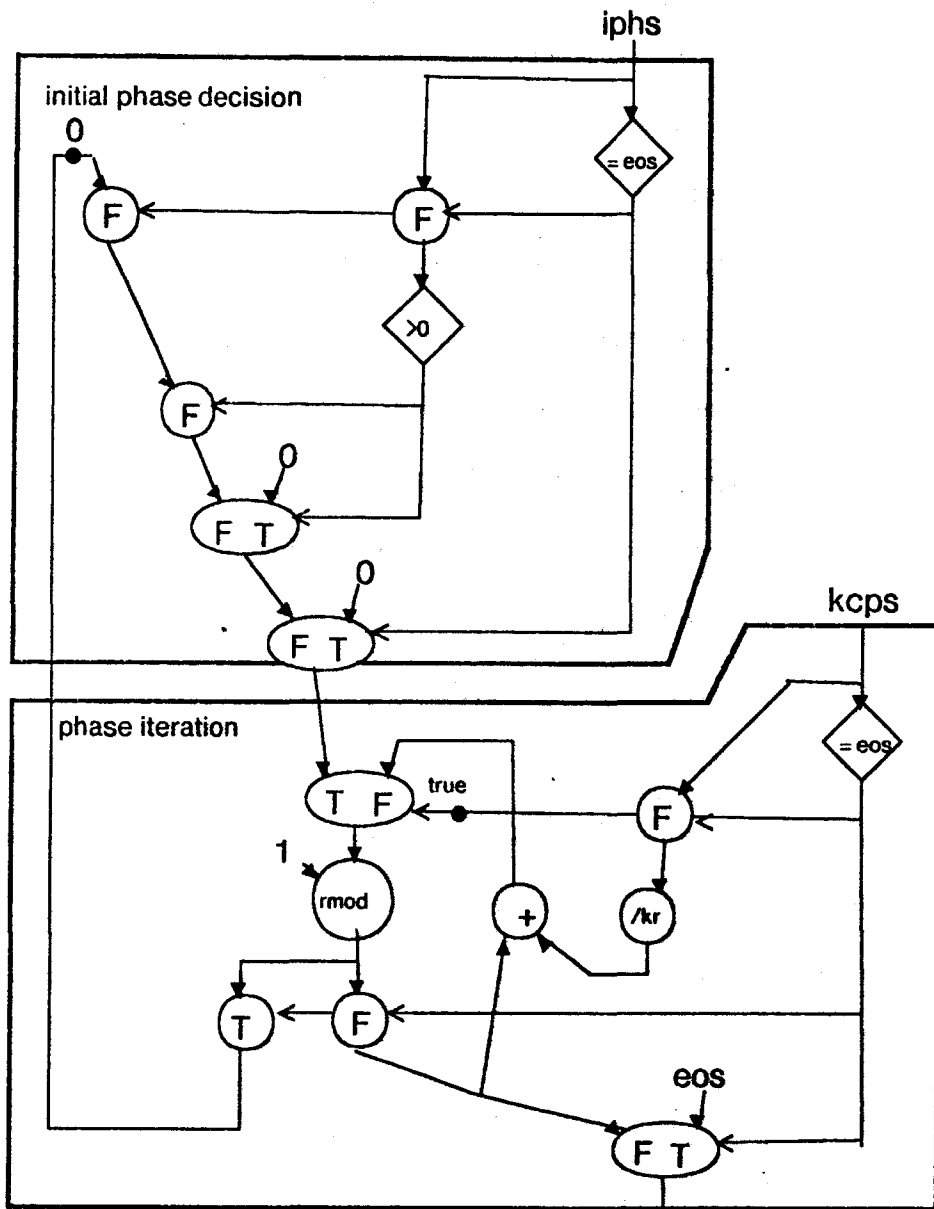 iphs
initial phase decision
0
= eos
F
F
>0
F
0
F T
0
F T
kcps
phase iteration
= eos
true
T F
F
1
rmod
+
/kr
T
F
eos
F T